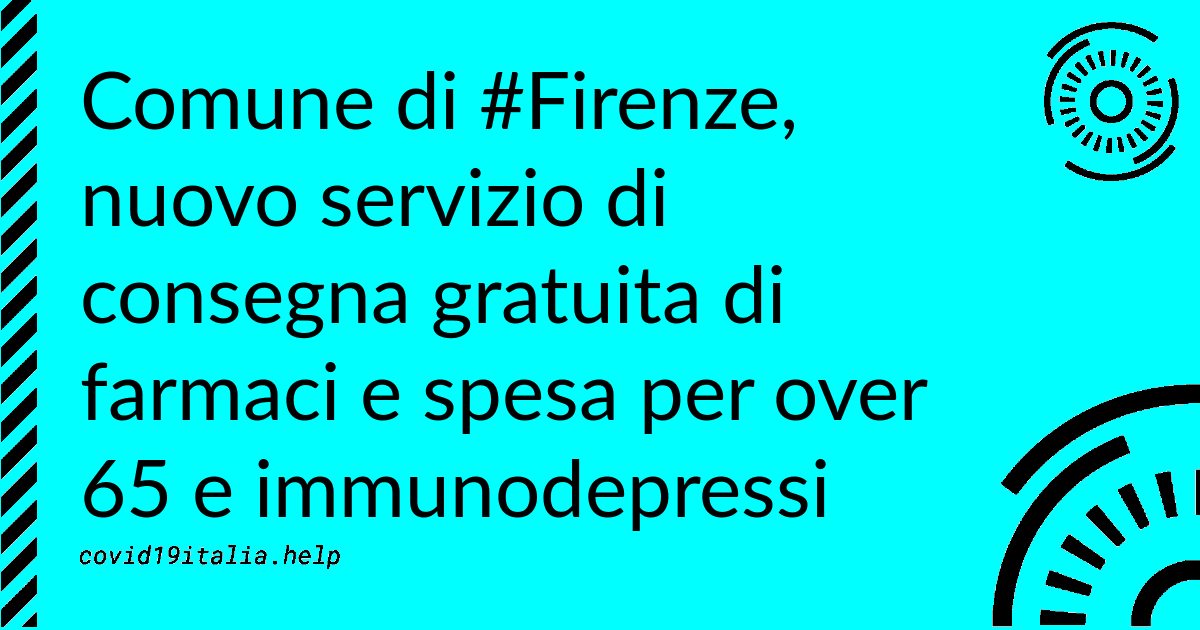 Comune di #Firenze,
nuovo servizio di
consegna gratuita di
farmaci e spesa per over
65 e immunodepressi
covid19italia.help